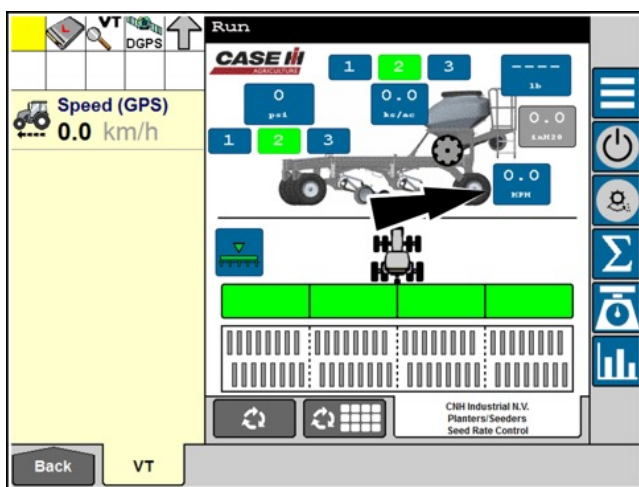 VT
DGPS
Speed (GPS)
0.0 km/h
Run
CASE IH
AGRICULTURE
1 2 3
0
psi
0.0
ks/ac
----
lb
0.0
inH2O
1 2 3
0.0
MPH
CNH Industrial N.V.
Planters/Seeders
Seed Rate Control
Back
VT